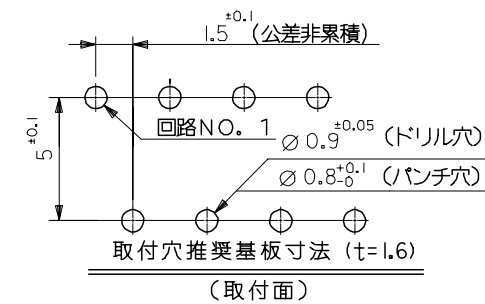 1.5±0.1 (公差非累積)
回路NO. 1
5±0.1
Ø0.9±0.05 (ドリル穴)
Ø0.8+0.1-0 (パンチ穴)
取付穴推奨基板寸法 (t=1.6)
(取付面)